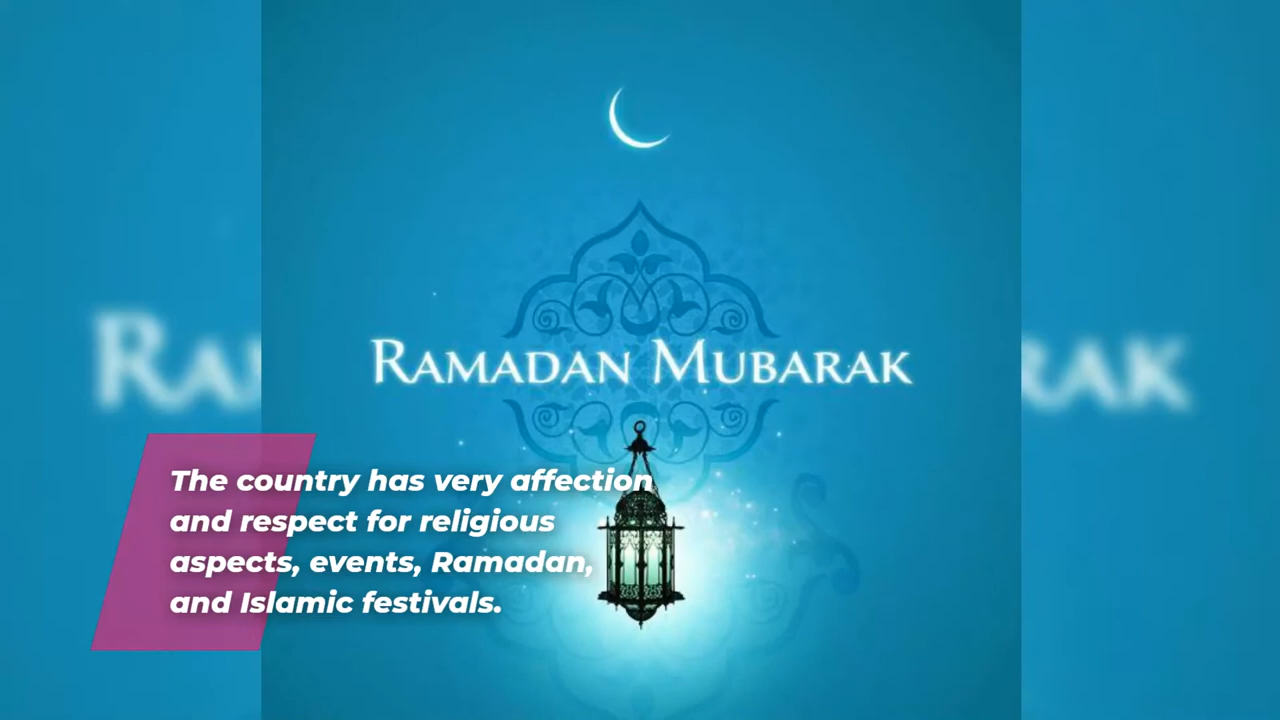 Ramadan Mubarak
The country has very affection
and respect for religious
aspects, events, Ramadan,
and Islamic festivals.